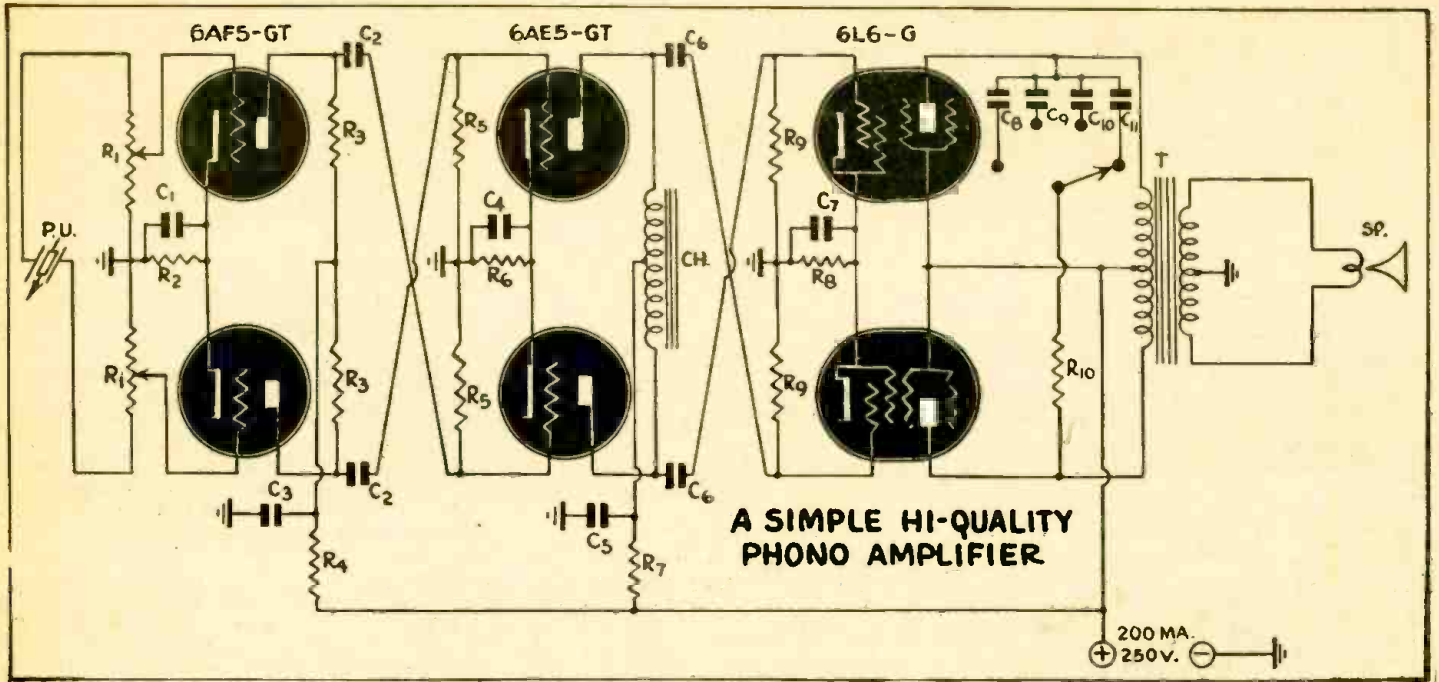 6AF5-GT
6AE5-GT
6L6-G
C2
C6
R1
R3
R5
R9
C8
C9
C10
C11
T
P.U.
C1
R2
C4
R6
CH.
C7
R8
SP.
R1
R3
R5
R9
R10
C3
C2
C5
C6
R4
R7
A SIMPLE HI-QUALITY
PHONO AMPLIFIER
200 MA.
+ 250V. −